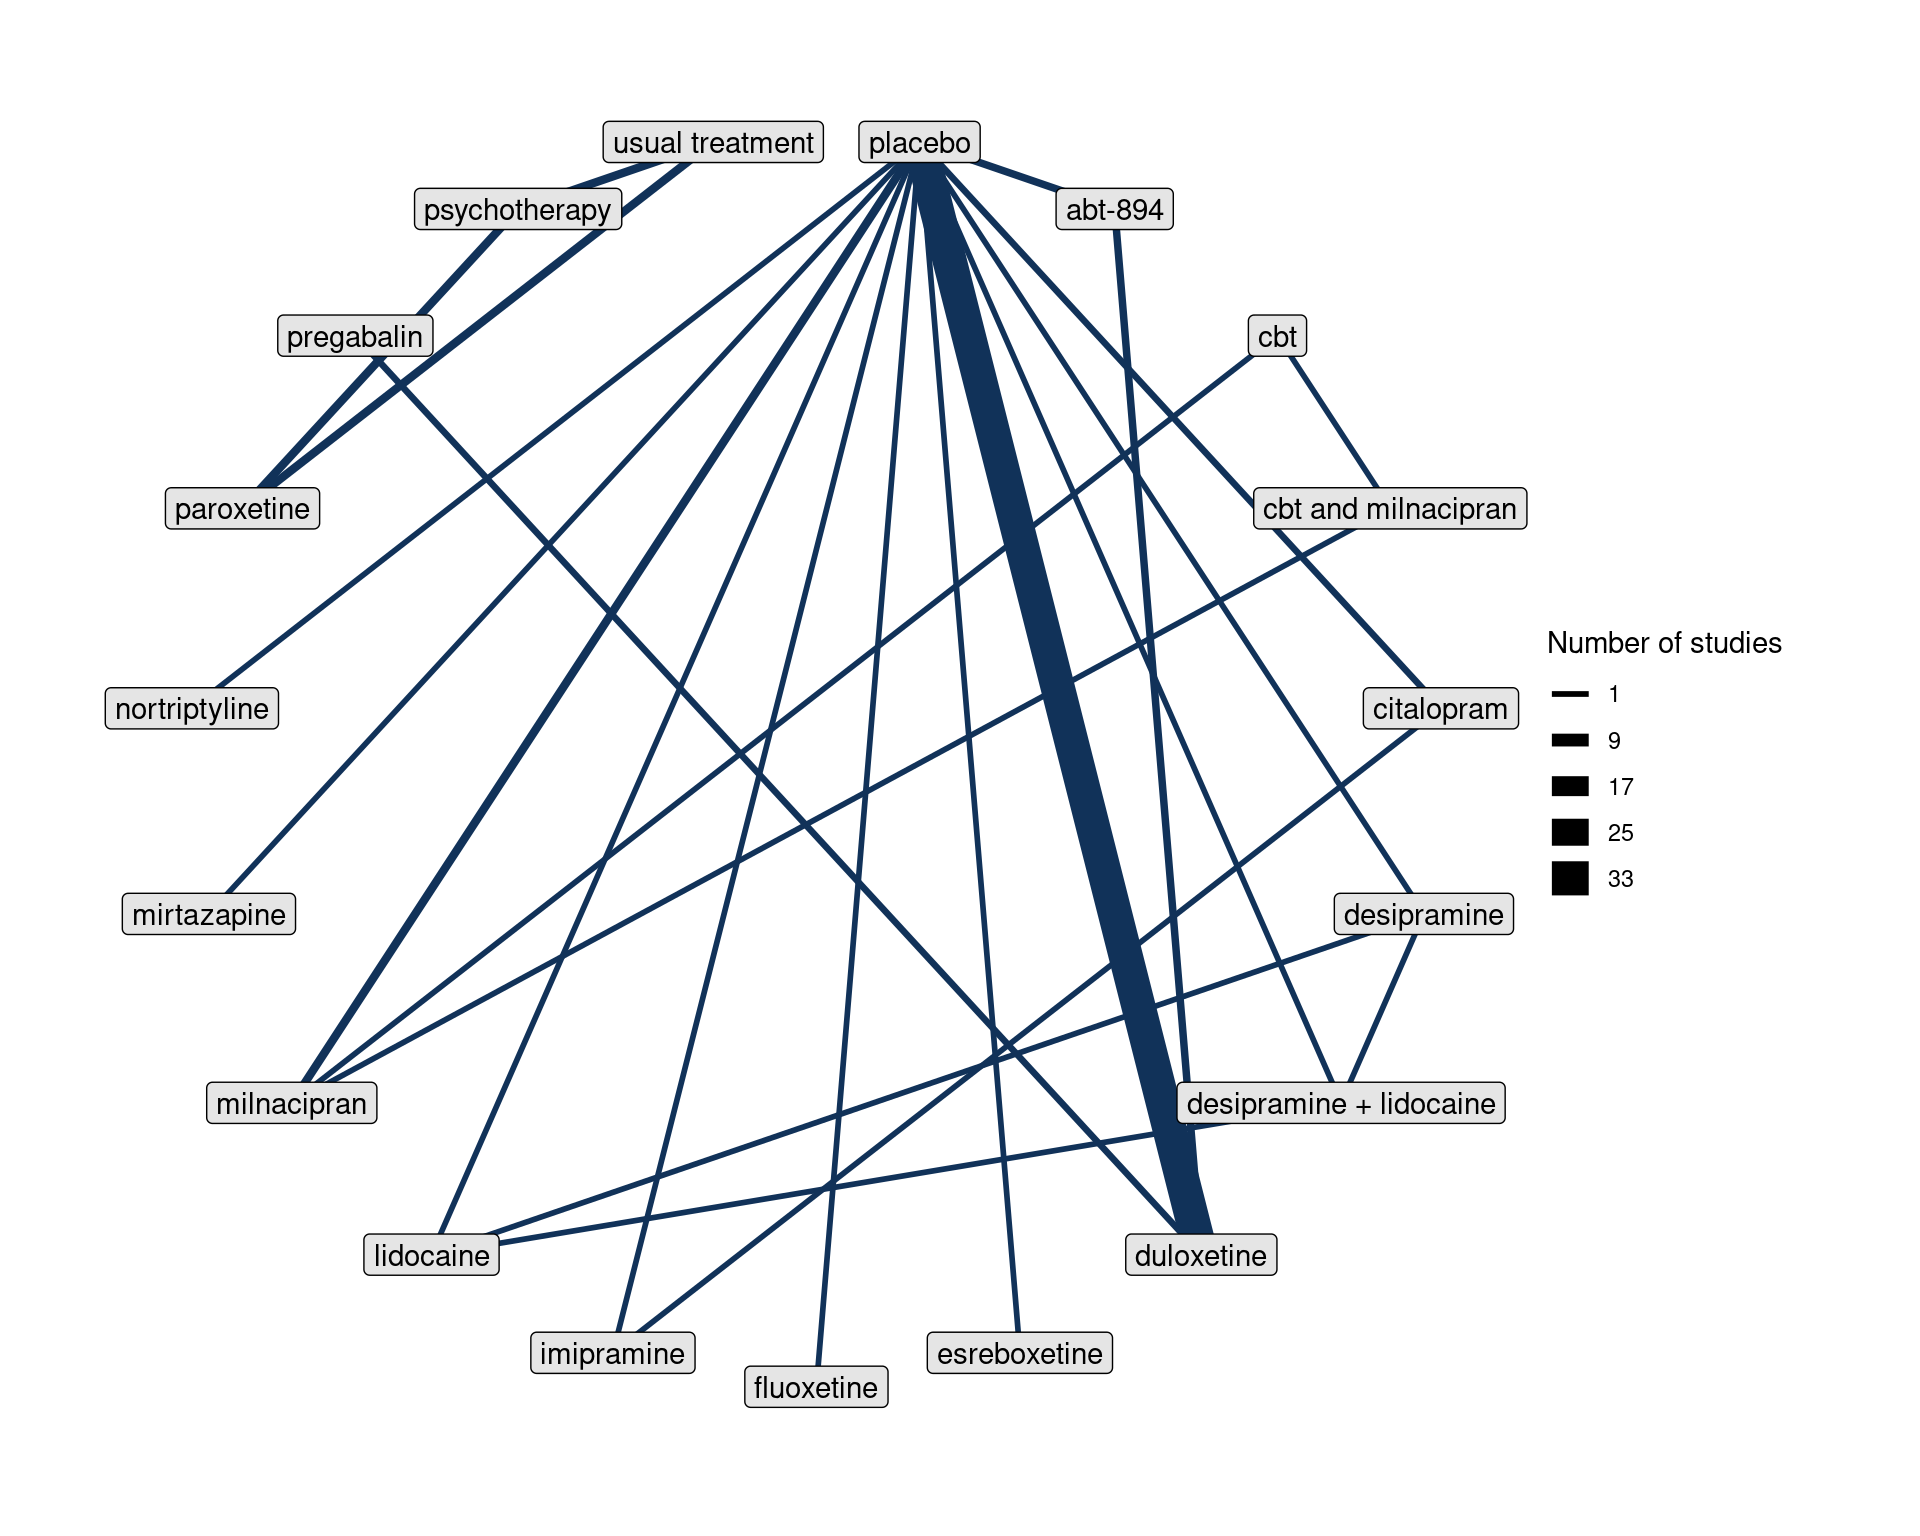 usual treatment
placebo
psychotherapy
abt-894
pregabalin
cbt
paroxetine
cbt and milnacipran
Number of studies
1
9
17
25
33
nortriptyline
citalopram
mirtazapine
desipramine
milnacipran
desipramine + lidocaine
lidocaine
duloxetine
imipramine
esreboxetine
fluoxetine